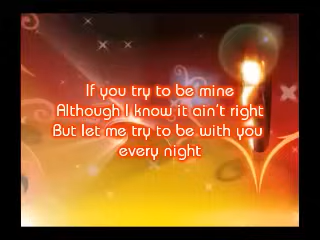 If you try to be mine
Although I know it ain't right
But let me try to be with you
every night